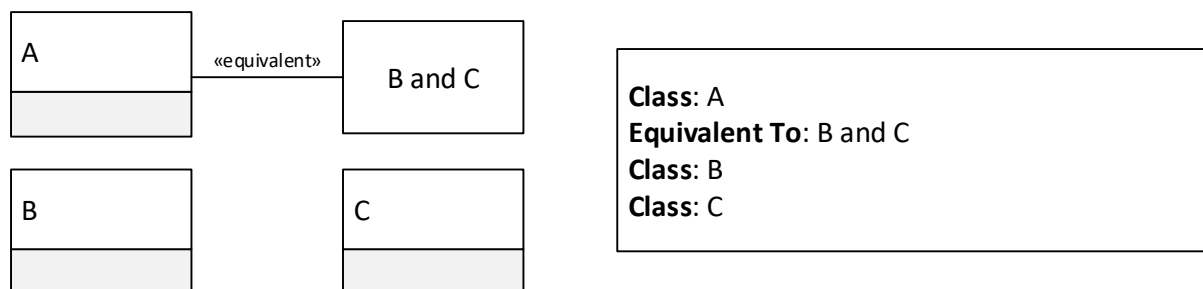 A
«equivalent»
B and C
B
C
Class: A
Equivalent To: B and C
Class: B
Class: C